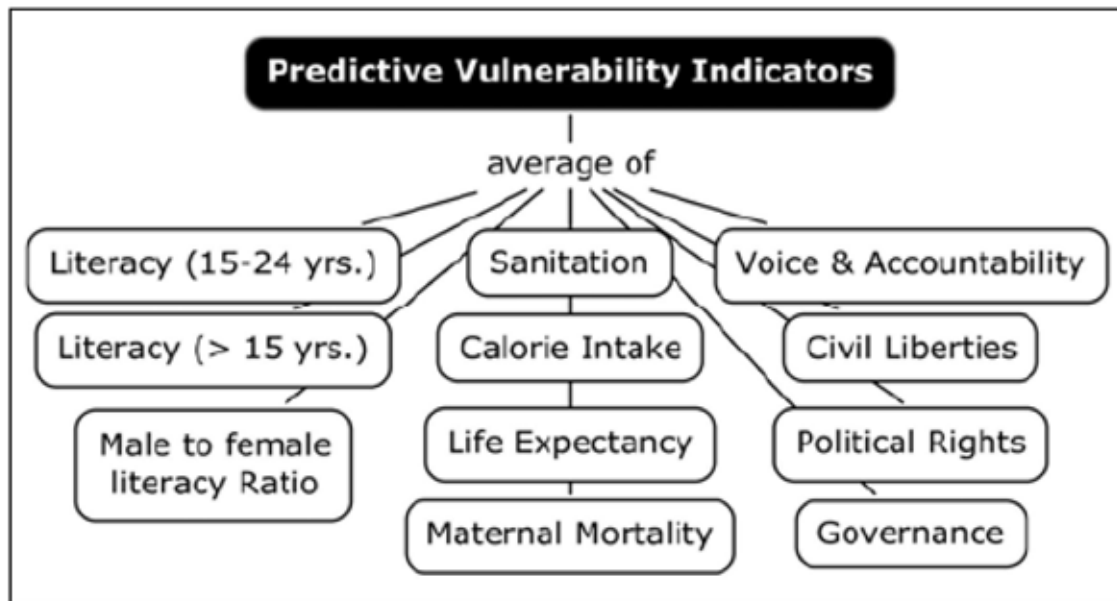 Predictive Vulnerability Indicators
average of
Literacy (15-24 yrs.)
Sanitation
Voice & Accountability
Literacy (> 15 yrs.)
Calorie Intake
Civil Liberties
Male to female
literacy Ratio
Life Expectancy
Political Rights
Maternal Mortality
Governance